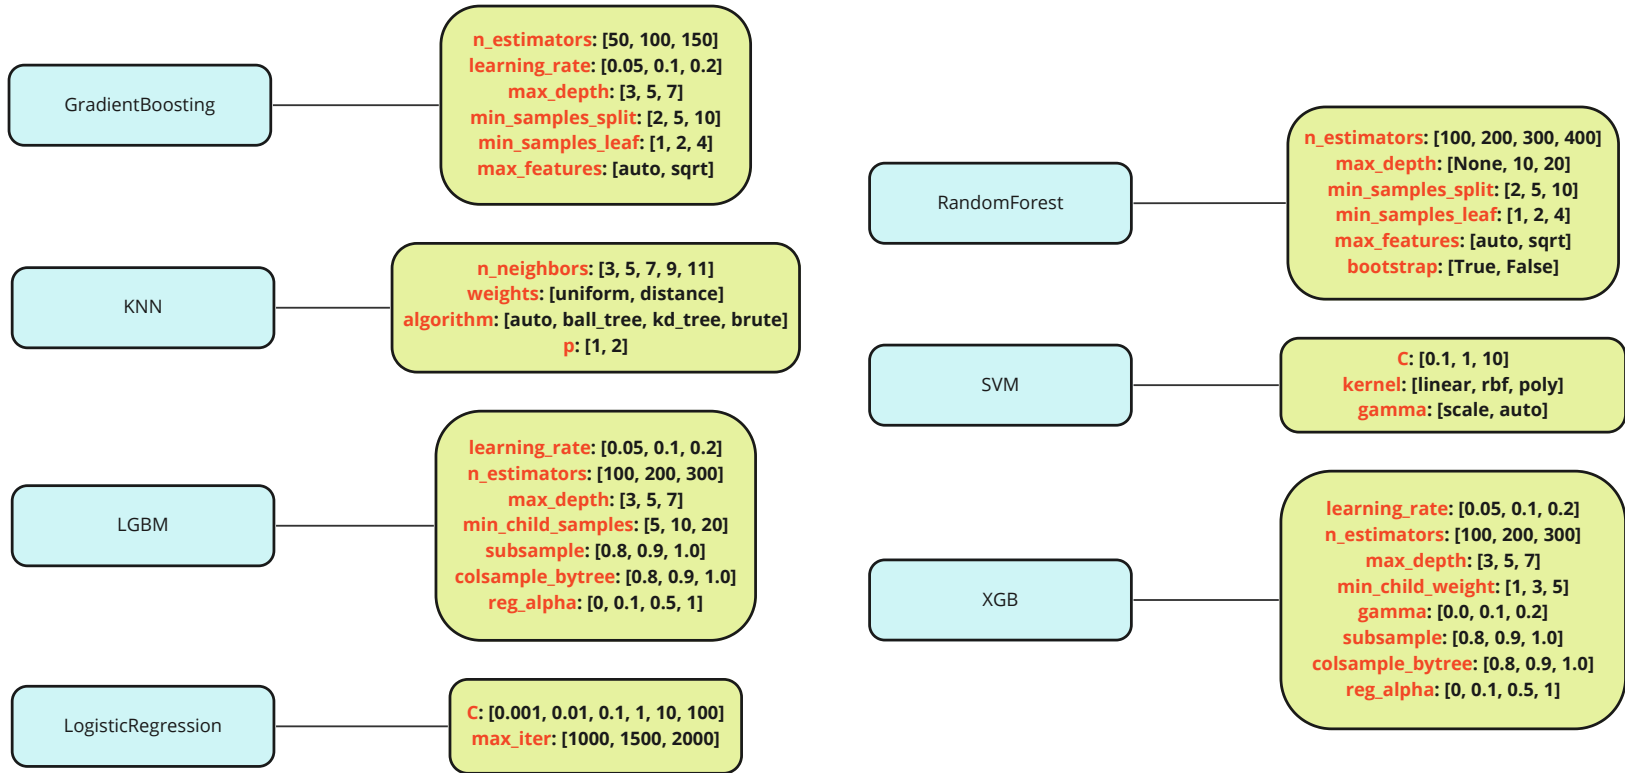 GradientBoosting
n_estimators: [50, 100, 150]
learning_rate: [0.05, 0.1, 0.2]
max_depth: [3, 5, 7]
min_samples_split: [2, 5, 10]
min_samples_leaf: [1, 2, 4]
max_features: [auto, sqrt]
KNN
n_neighbors: [3, 5, 7, 9, 11]
weights: [uniform, distance]
algorithm: [auto, ball_tree, kd_tree, brute]
p: [1, 2]
LGBM
learning_rate: [0.05, 0.1, 0.2]
n_estimators: [100, 200, 300]
max_depth: [3, 5, 7]
min_child_samples: [5, 10, 20]
subsample: [0.8, 0.9, 1.0]
colsample_bytree: [0.8, 0.9, 1.0]
reg_alpha: [0, 0.1, 0.5, 1]
LogisticRegression
C: [0.001, 0.01, 0.1, 1, 10, 100]
max_iter: [1000, 1500, 2000]
RandomForest
n_estimators: [100, 200, 300, 400]
max_depth: [None, 10, 20]
min_samples_split: [2, 5, 10]
min_samples_leaf: [1, 2, 4]
max_features: [auto, sqrt]
bootstrap: [True, False]
SVM
C: [0.1, 1, 10]
kernel: [linear, rbf, poly]
gamma: [scale, auto]
XGB
learning_rate: [0.05, 0.1, 0.2]
n_estimators: [100, 200, 300]
max_depth: [3, 5, 7]
min_child_weight: [1, 3, 5]
gamma: [0.0, 0.1, 0.2]
subsample: [0.8, 0.9, 1.0]
colsample_bytree: [0.8, 0.9, 1.0]
reg_alpha: [0, 0.1, 0.5, 1]